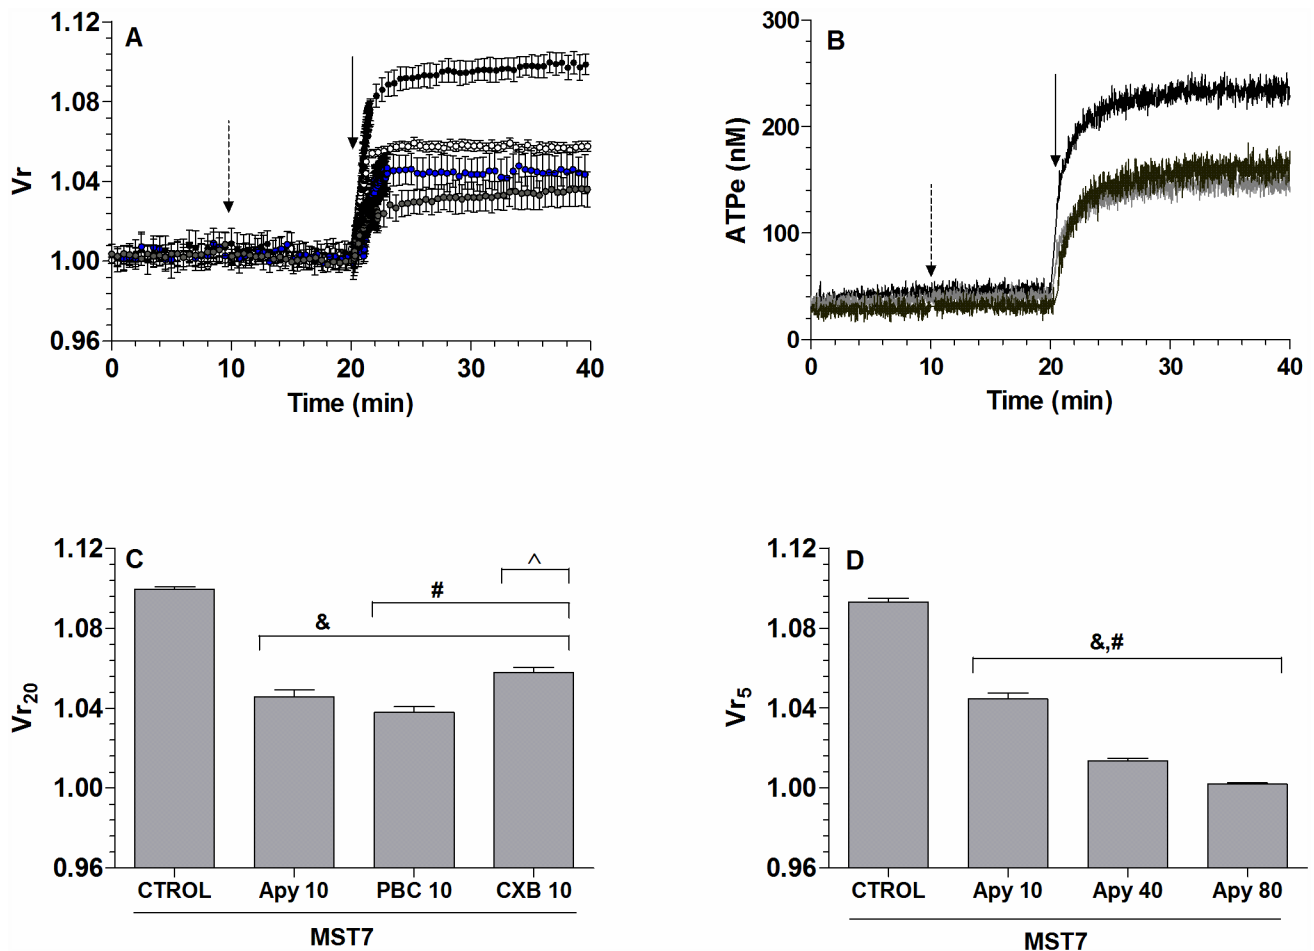 A
Vr
1.12
1.08
1.04
1.00
0.96
0
10
20
30
40
Time (min)
B
ATPe (nM)
300
200
100
0
0
10
20
30
40
Time (min)
C
Vr20
1.12
1.08
1.04
1.00
0.96
^
#
&
CTROL
Apy 10
PBC 10
CXB 10
MST7
D
Vr5
1.12
1.08
1.04
1.00
0.96
&,#
CTROL
Apy 10
Apy 40
Apy 80
MST7